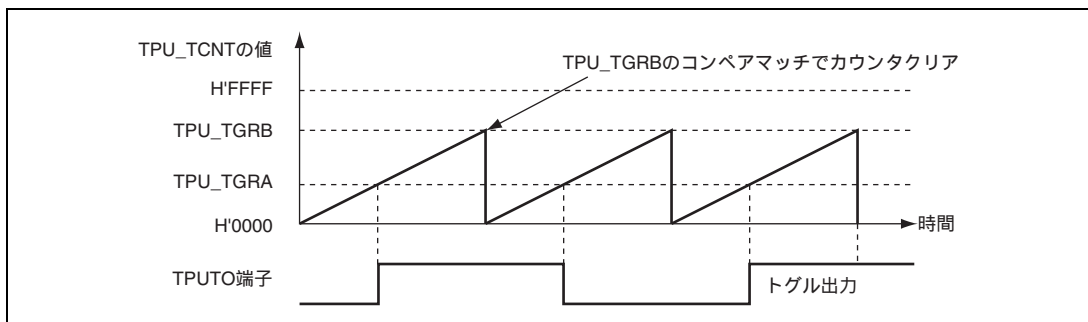 TPU_TCNTの値
TPU_TGRBのコンペアマッチでカウンタクリア
H'FFFF
TPU_TGRB
TPU_TGRA
H'0000
時間
TPUTO端子
トグル出力